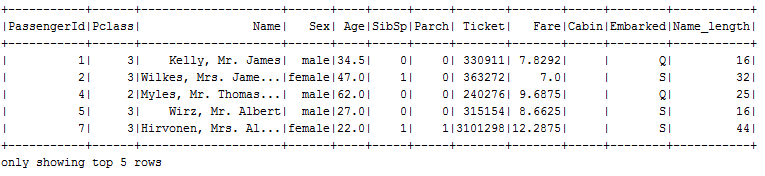 +-----------+------+--------------------+------+----+-----+-----+-------+-------+-----+--------+-----------+
|PassengerId|Pclass|                Name|   Sex| Age|SibSp|Parch| Ticket|   Fare|Cabin|Embarked|Name_length|
+-----------+------+--------------------+------+----+-----+-----+-------+-------+-----+--------+-----------+
|          1|     3|    Kelly, Mr. James|  male|34.5|    0|    0| 330911| 7.8292|     |       Q|         16|
|          2|     3|Wilkes, Mrs. Jame...|female|47.0|    1|    0| 363272|    7.0|     |       S|         32|
|          4|     2|Myles, Mr. Thomas...|  male|62.0|    0|    0| 240276| 9.6875|     |       Q|         25|
|          5|     3|    Wirz, Mr. Albert|  male|27.0|    0|    0| 315154| 8.6625|     |       S|         16|
|          7|     3|Hirvonen, Mrs. Al...|female|22.0|    1|    1|3101298|12.2875|     |       S|         44|
+-----------+------+--------------------+------+----+-----+-----+-------+-------+-----+--------+-----------+
only showing top 5 rows